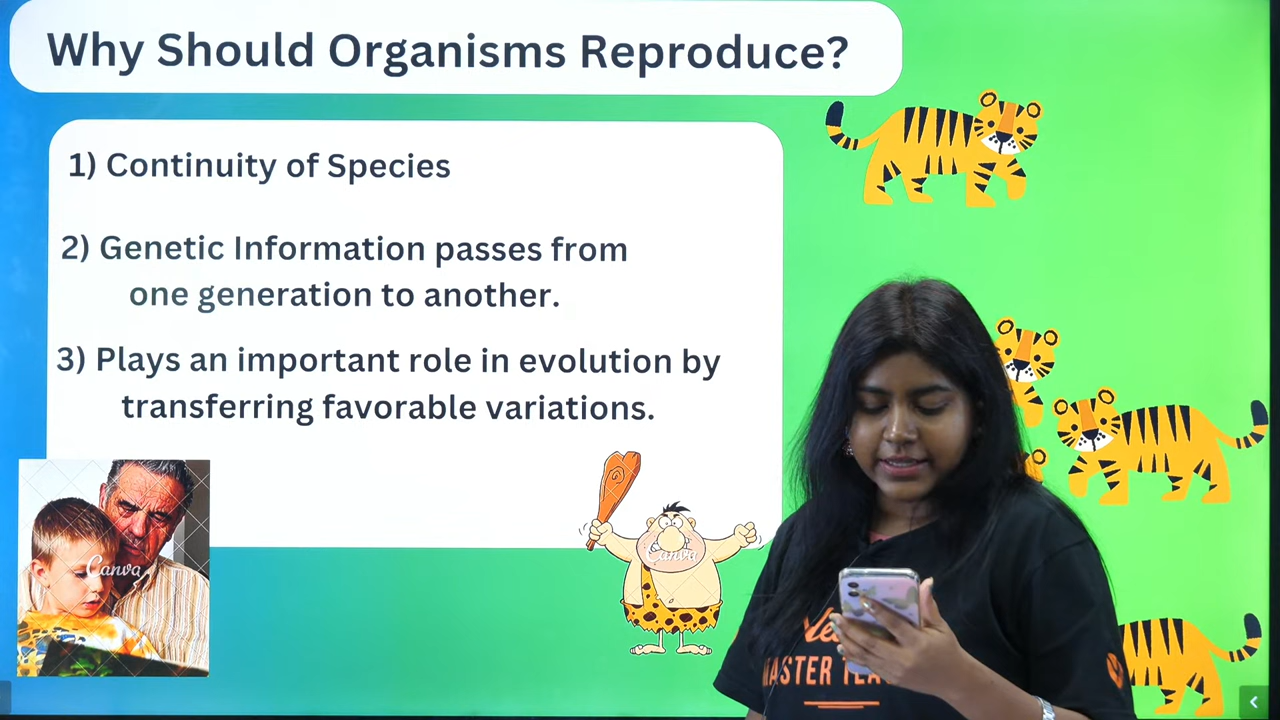 Why Should Organisms Reproduce?
1) Continuity of Species
2) Genetic Information passes from
one generation to another.
3) Plays an important role in evolution by
transferring favorable variations.
Canva
Canva
MASTER